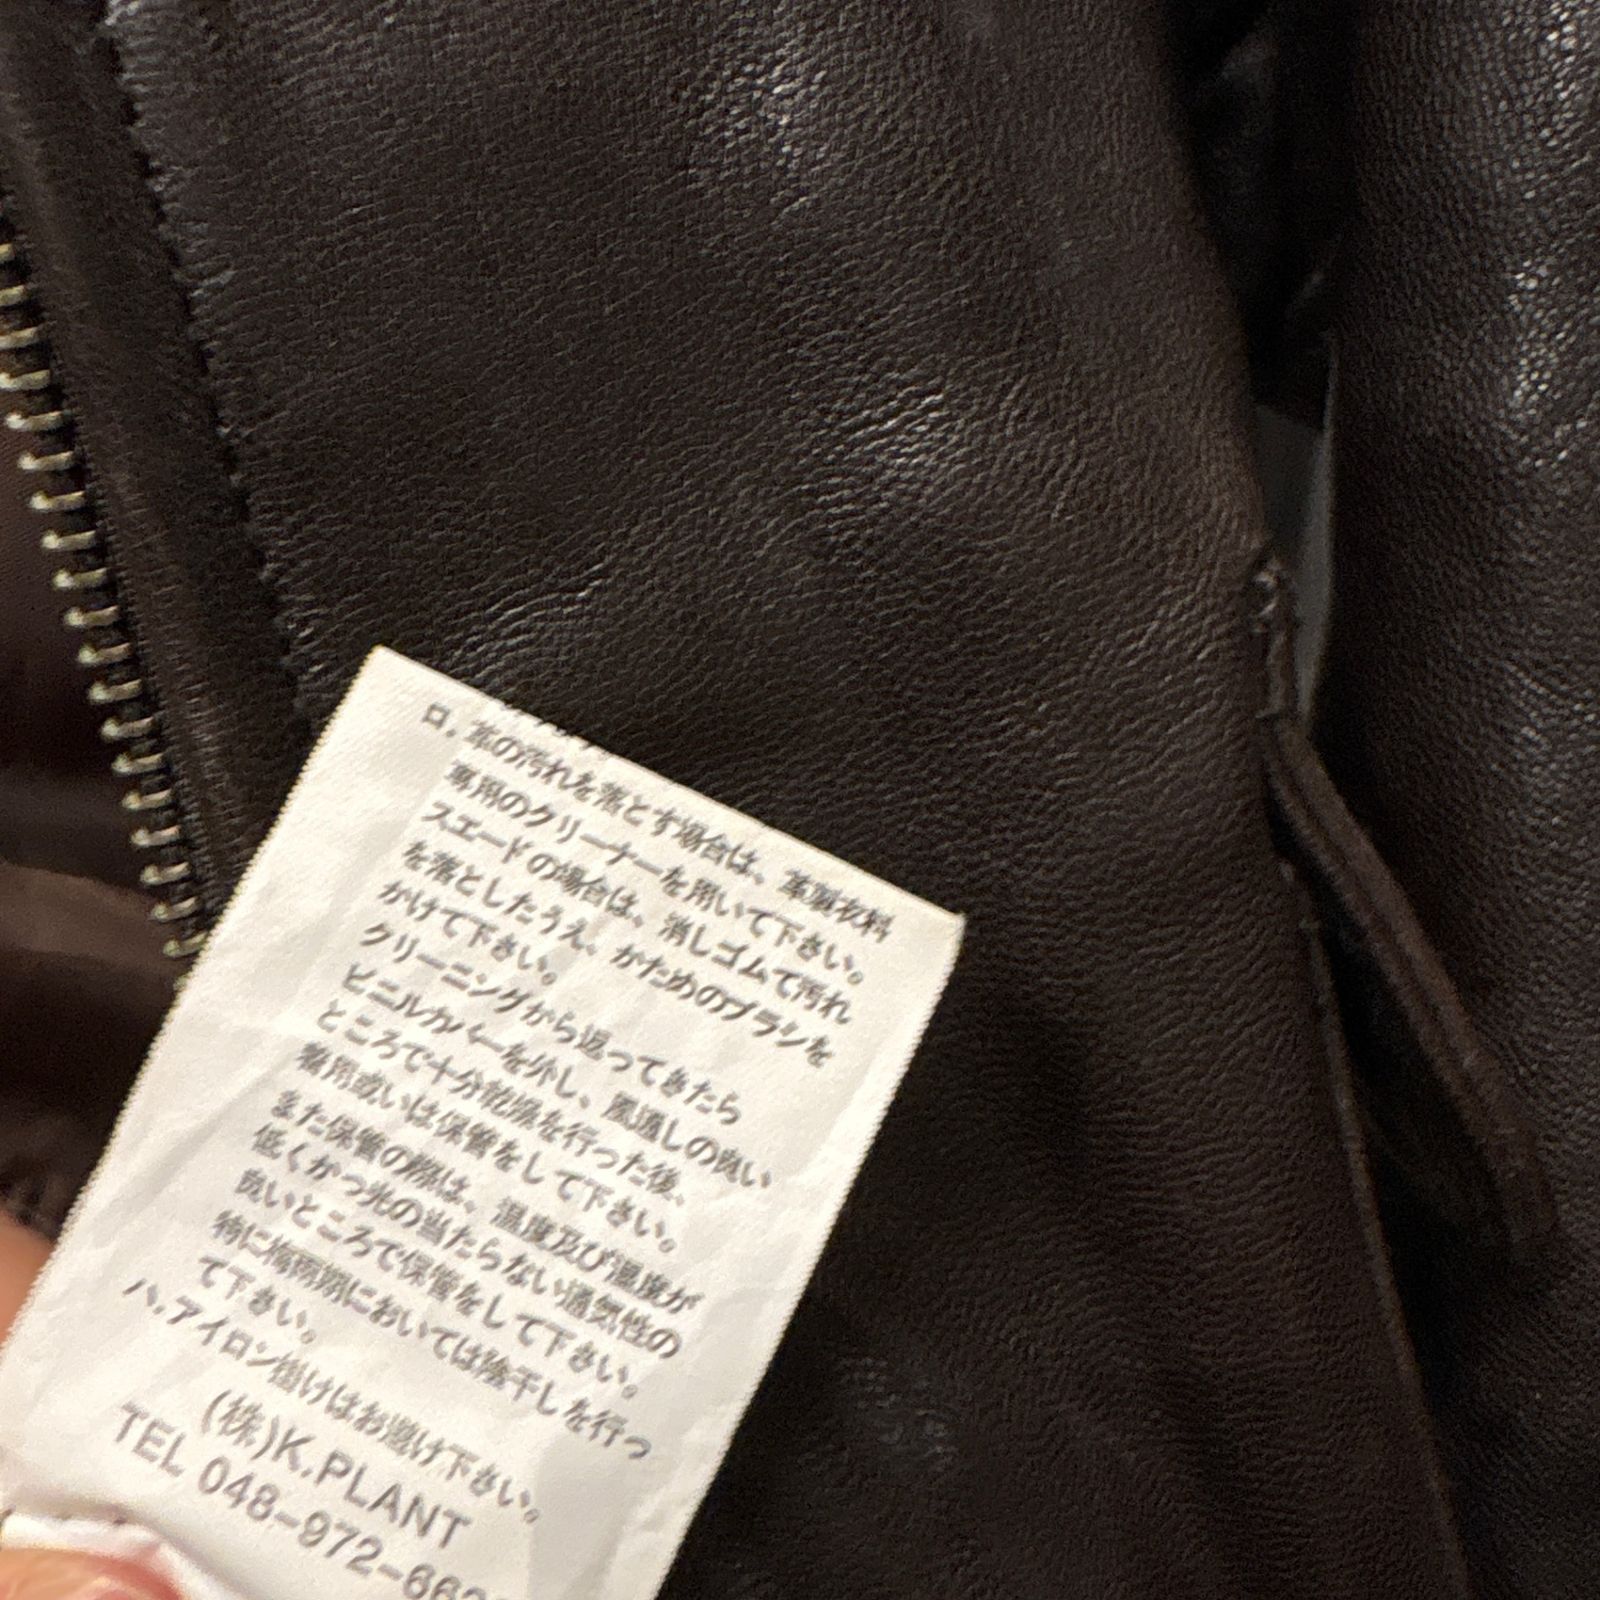 ロ.革の汚れを落とす場合は、革製衣料
専用のクリーナーを用いて下さい。
スエードの場合は、消しゴムで汚れ
を落としたうえ、かためのブラシを
かけて下さい。
クリーニングから返ってきたら
ビニルカバーを外し、風通しの良い
ところで十分乾燥を行った後、
着用或いは保管をして下さい。
また保管の際は、温度及び湿度が
低くかつ光の当たらない通気性の
良いところで保管をして下さい。
特に梅雨期においては陰干しを行っ
て下さい。
ハ.アイロン掛けはお避け下さい。
(株)K.PLANT
TEL 048-972-66